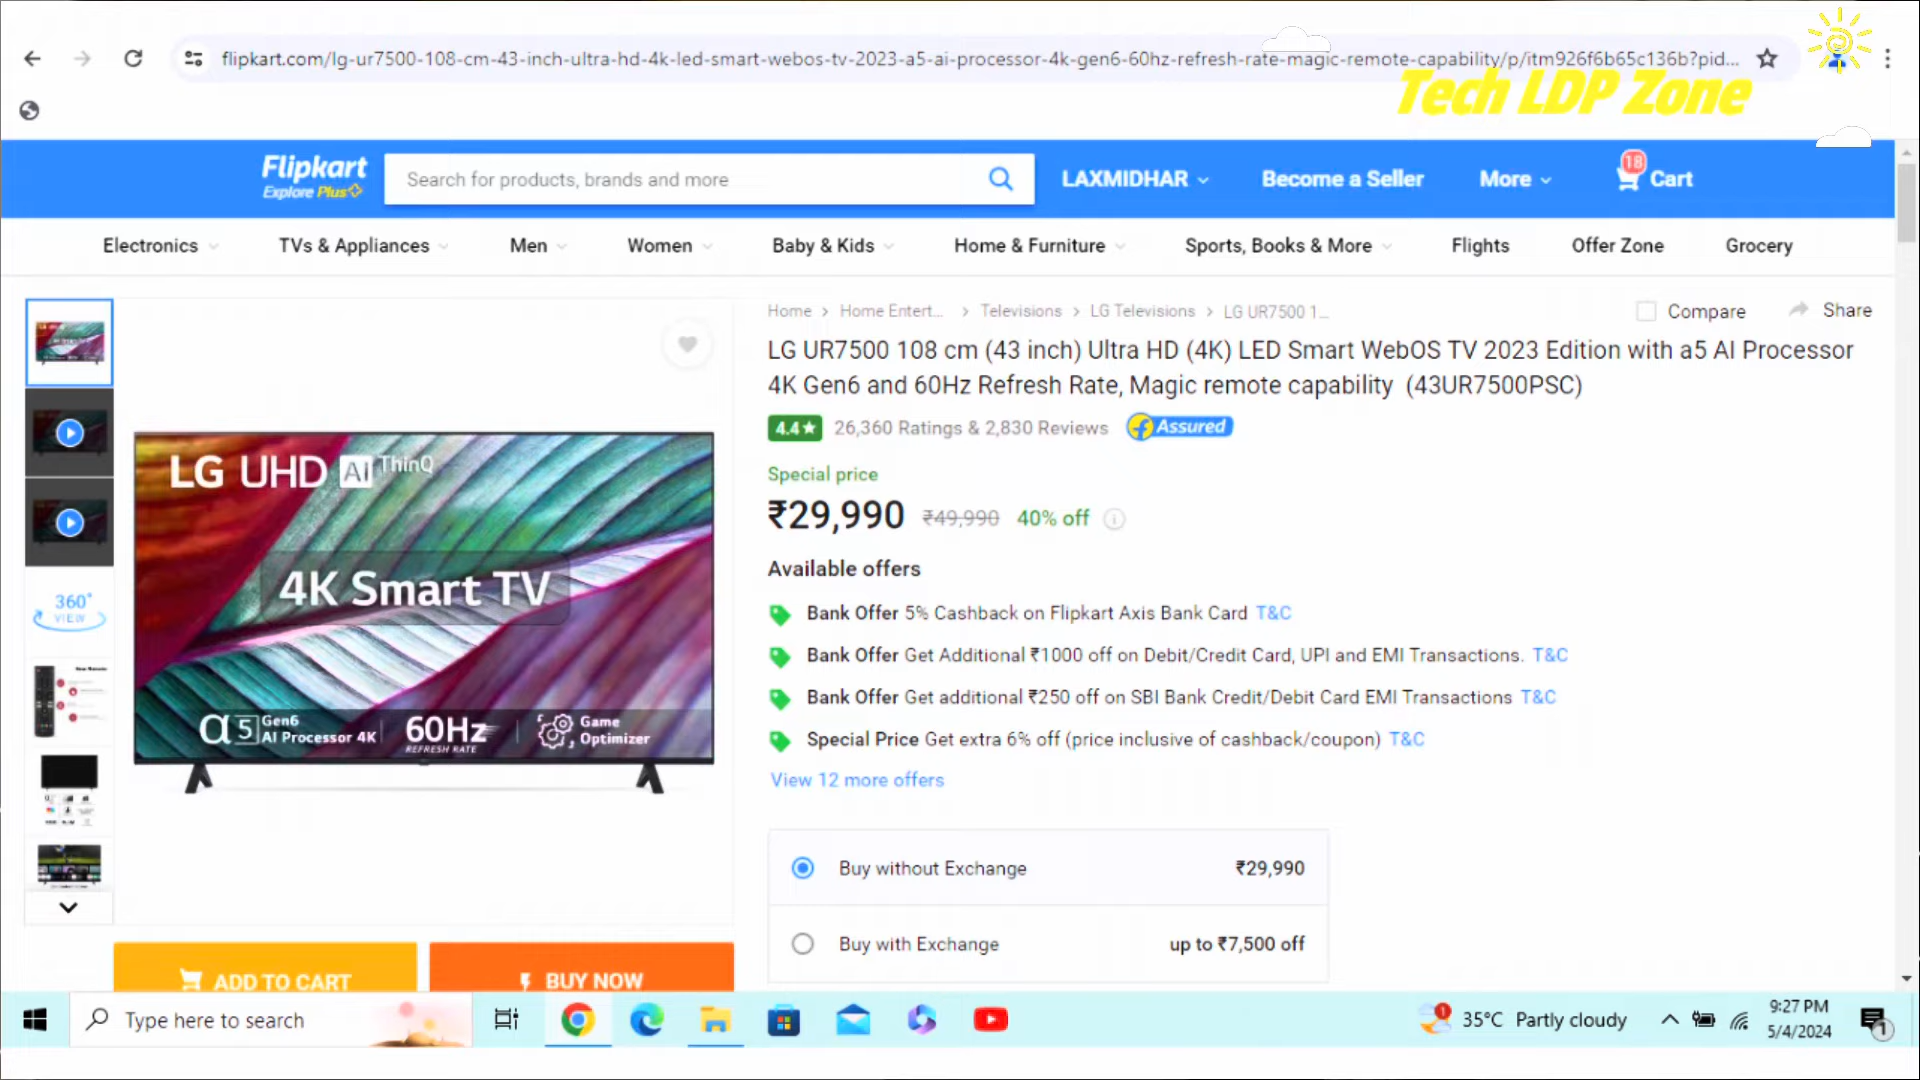 flipkart.com/lg-ur7500-108-cm-43-inch-ultra-hd-4k-led-smart-webos-tv-2023-a5-ai-processor-4k-gen6-60hz-refresh-rate-magic-remote-capability/p/itm926f6b65c136b?pid...
Tech LDP Zone
Flipkart
Explore Plus
Search for products, brands and more
LAXMIDHAR
Become a Seller
More
18
Cart
Electronics
TVs & Appliances
Men
Women
Baby & Kids
Home & Furniture
Sports, Books & More
Flights
Offer Zone
Grocery
Home > Home Entert... > Televisions > LG Televisions > LG UR7500 1...
Compare
Share
LG UR7500 108 cm (43 inch) Ultra HD (4K) LED Smart WebOS TV 2023 Edition with a5 AI Processor
4K Gen6 and 60Hz Refresh Rate, Magic remote capability (43UR7500PSC)
4.4★ 26,360 Ratings & 2,830 Reviews Assured
Special price
₹29,990 ₹49,990 40% off
Available offers
Bank Offer 5% Cashback on Flipkart Axis Bank Card T&C
Bank Offer Get Additional ₹1000 off on Debit/Credit Card, UPI and EMI Transactions. T&C
Bank Offer Get additional ₹250 off on SBI Bank Credit/Debit Card EMI Transactions T&C
Special Price Get extra 6% off (price inclusive of cashback/coupon) T&C
View 12 more offers
Buy without Exchange ₹29,990
Buy with Exchange up to ₹7,500 off
360°
VIEW
LG UHD AI ThinQ
4K Smart TV
α5 Gen6
AI Processor 4K
60Hz
REFRESH RATE
Game
Optimizer
ADD TO CART
BUY NOW
Type here to search
1
35°C Partly cloudy
9:27 PM
5/4/2024
1